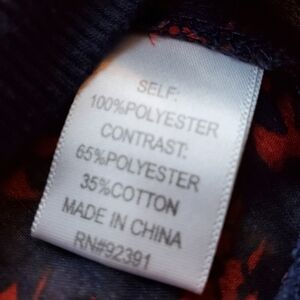 SELF:
100%POLYESTER
CONTRAST:
65%POLYESTER
35%COTTON
MADE IN CHINA
RN#92391